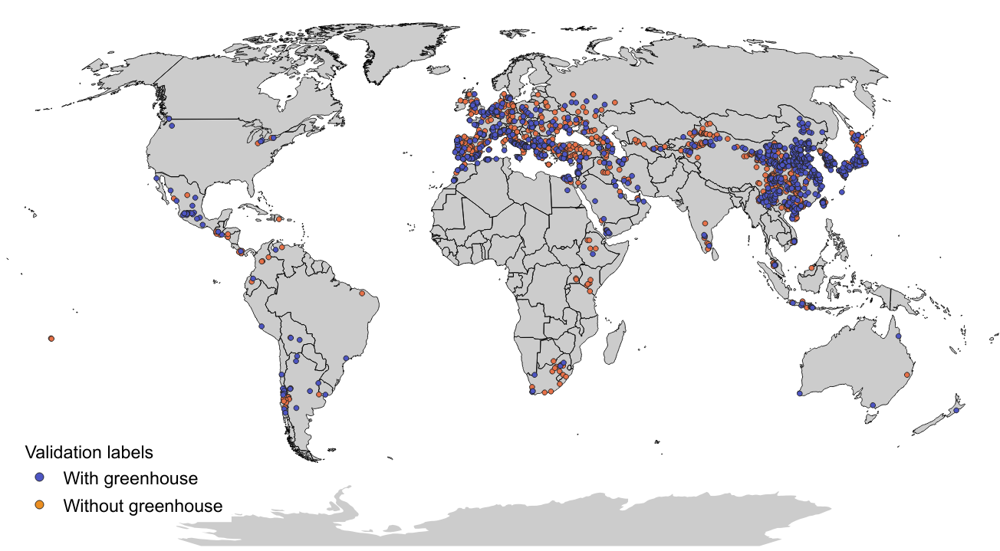 Validation labels
With greenhouse
Without greenhouse